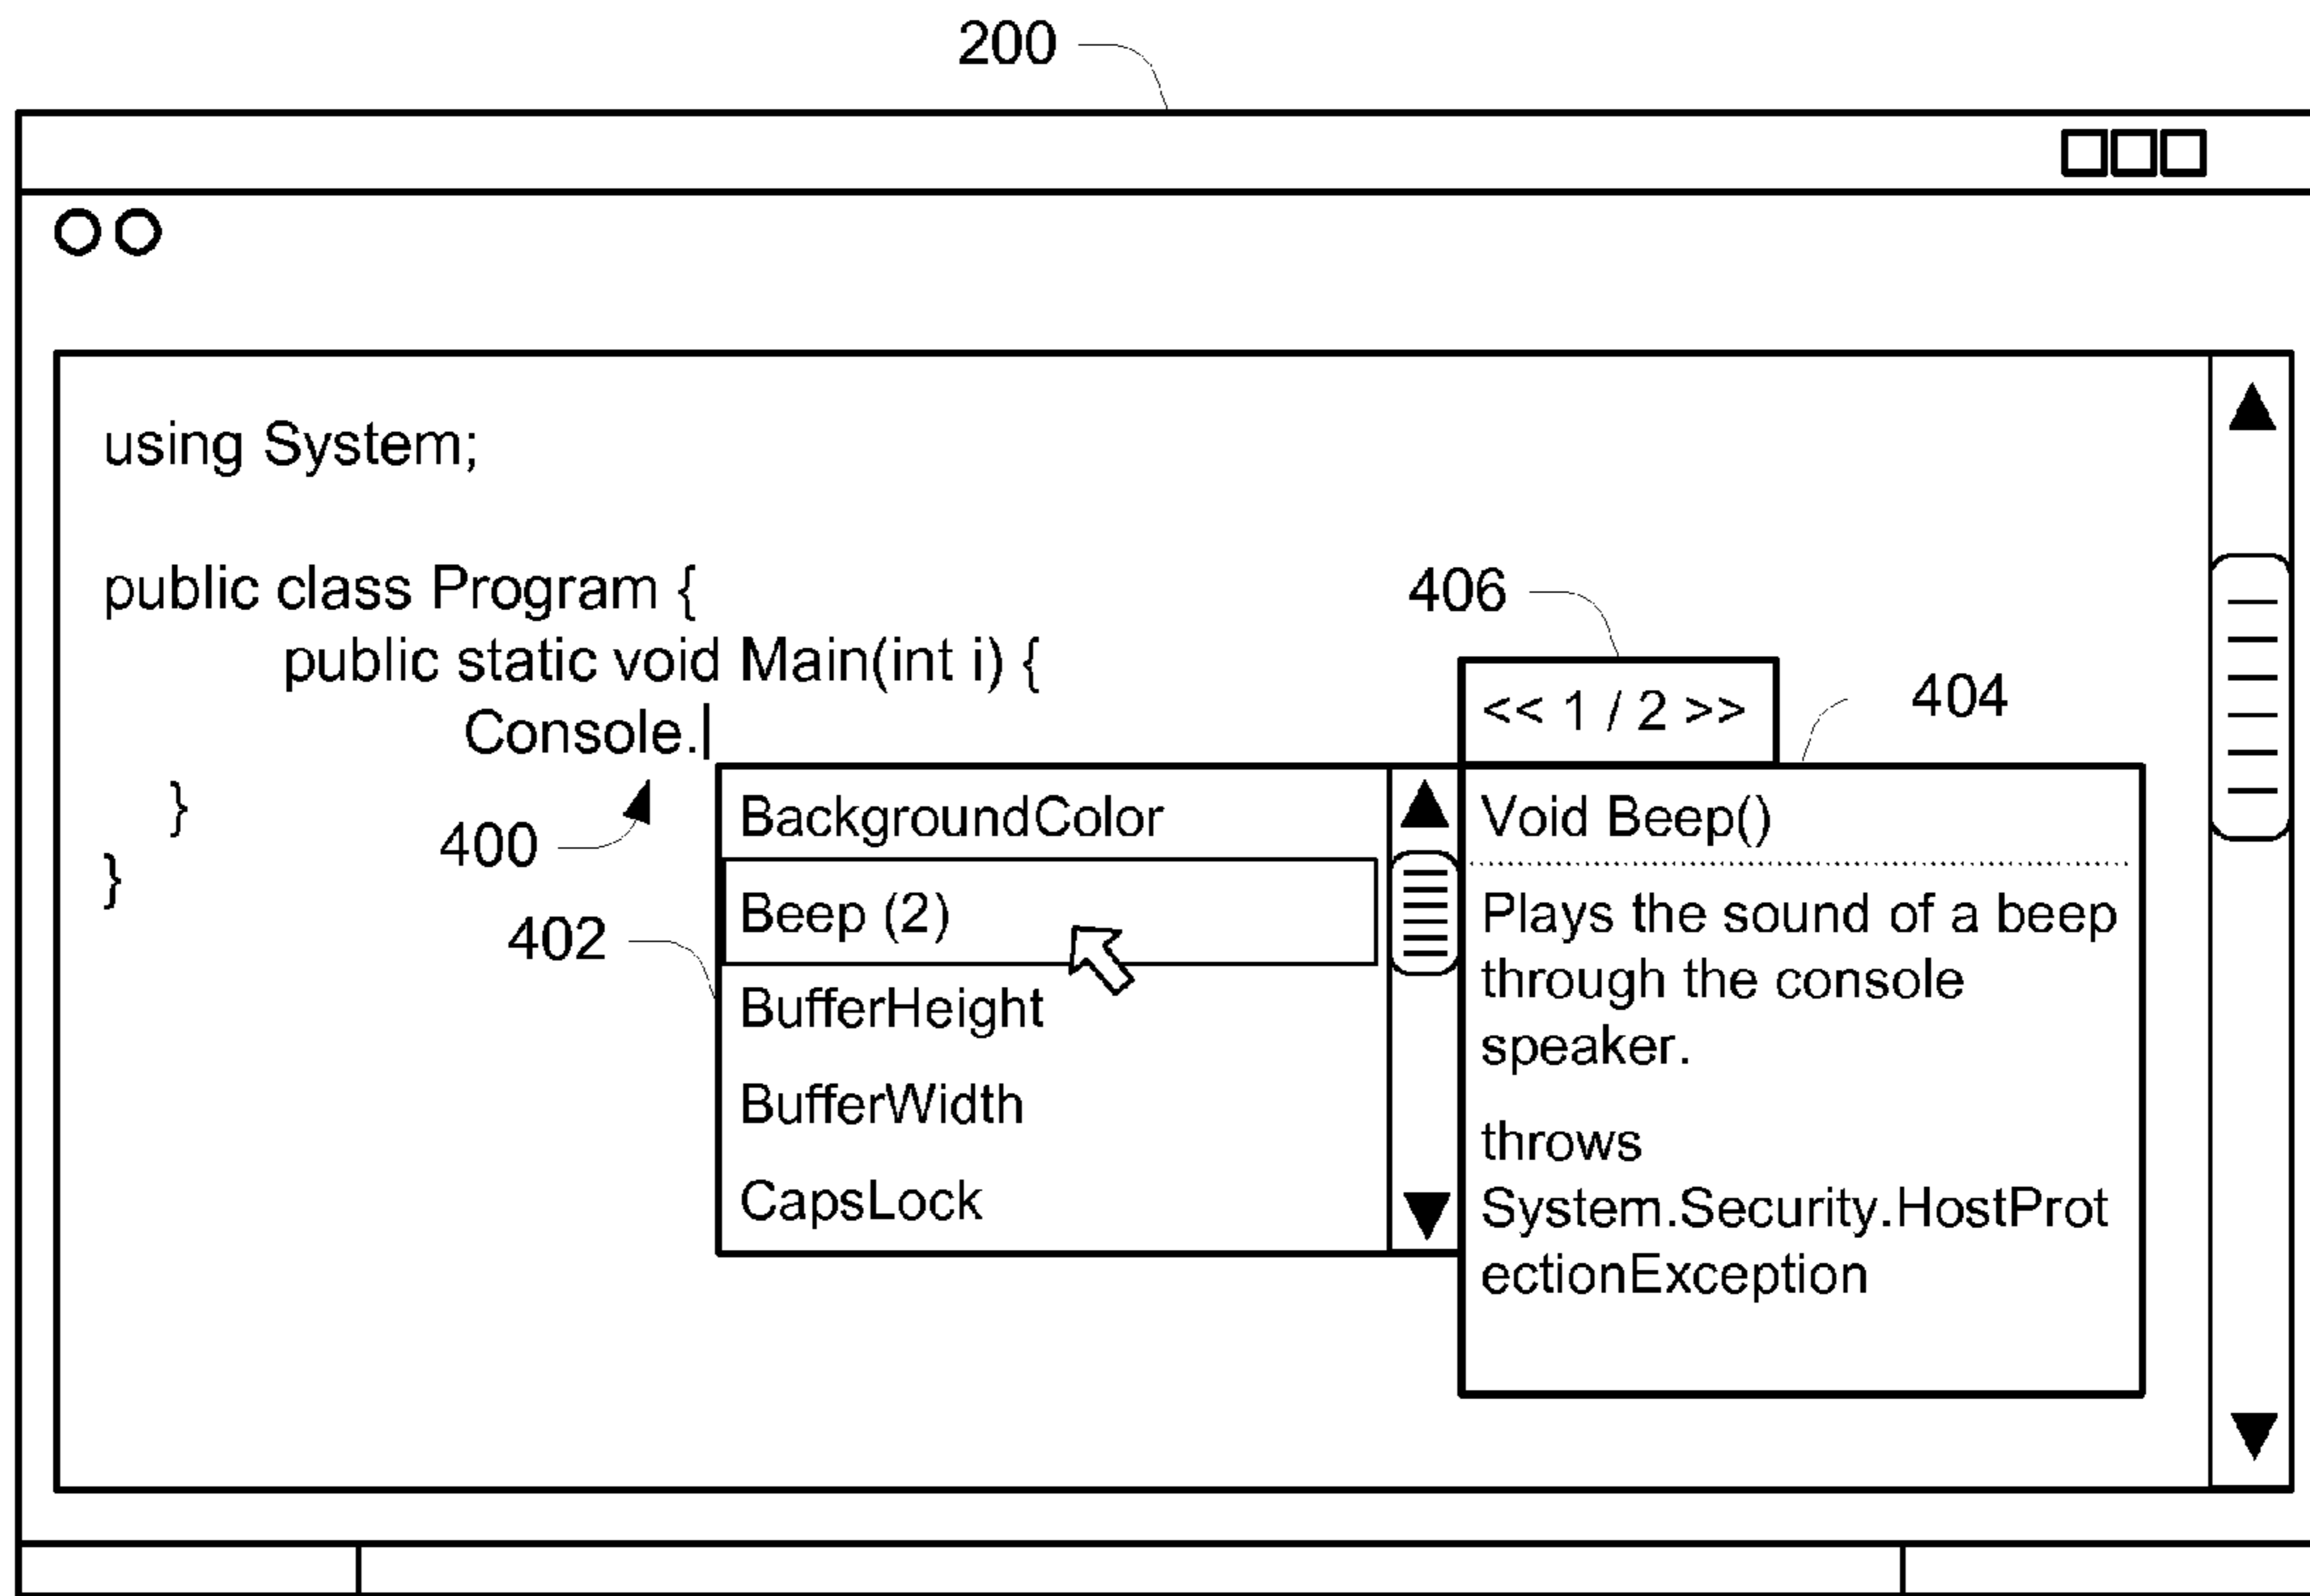 200
using System;
public class Program {
public static void Main(int i) {
Console.
}
}
400
402
406
<< 1 / 2 >>
404
BackgroundColor
Beep (2)
BufferHeight
BufferWidth
CapsLock
Void Beep()
Plays the sound of a beep
through the console
speaker.
throws
System.Security.HostProt
ectionException